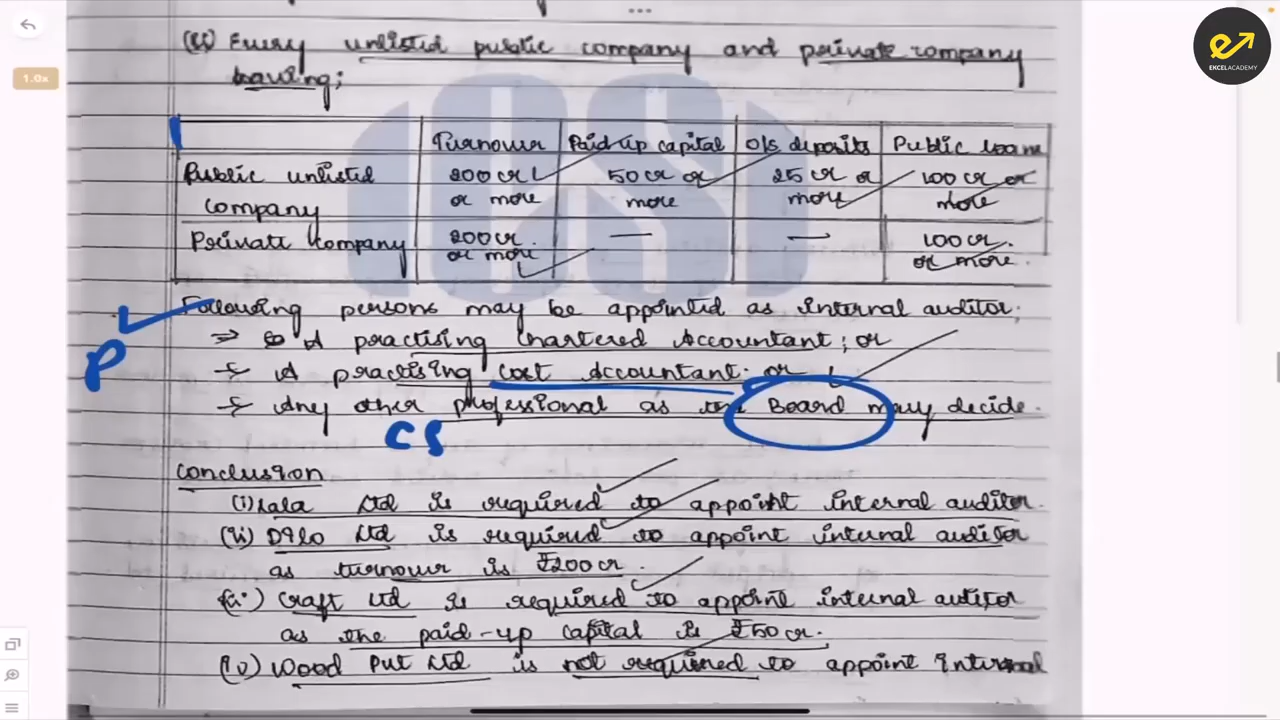 1.0x
EKCEL ACADEMY
(ii) Every unlisted public company and private company
having;
Turnover Paid up capital o/s deposits Public loans
Public unlisted 200 cr 50 cr or 25 cr or 100 cr or
company or more more more more
Private company 200 cr. — — 100 cr.
or more or more.
Following persons may be appointed as internal auditor;
⇒ A practising Chartered Accountant; or
A practising Cost Accountant. or
Any other professional as the Board may decide.
P
CS
Conclusion
(i) Lala Ltd is required to appoint internal auditor.
(ii) Ltd is required to appoint internal auditor
as turnover is ₹200 cr.
Craft Ltd is required to appoint internal auditor
as the paid-up capital is ₹50 cr.
Wood Pvt Ltd is not required to appoint internal
ICSI